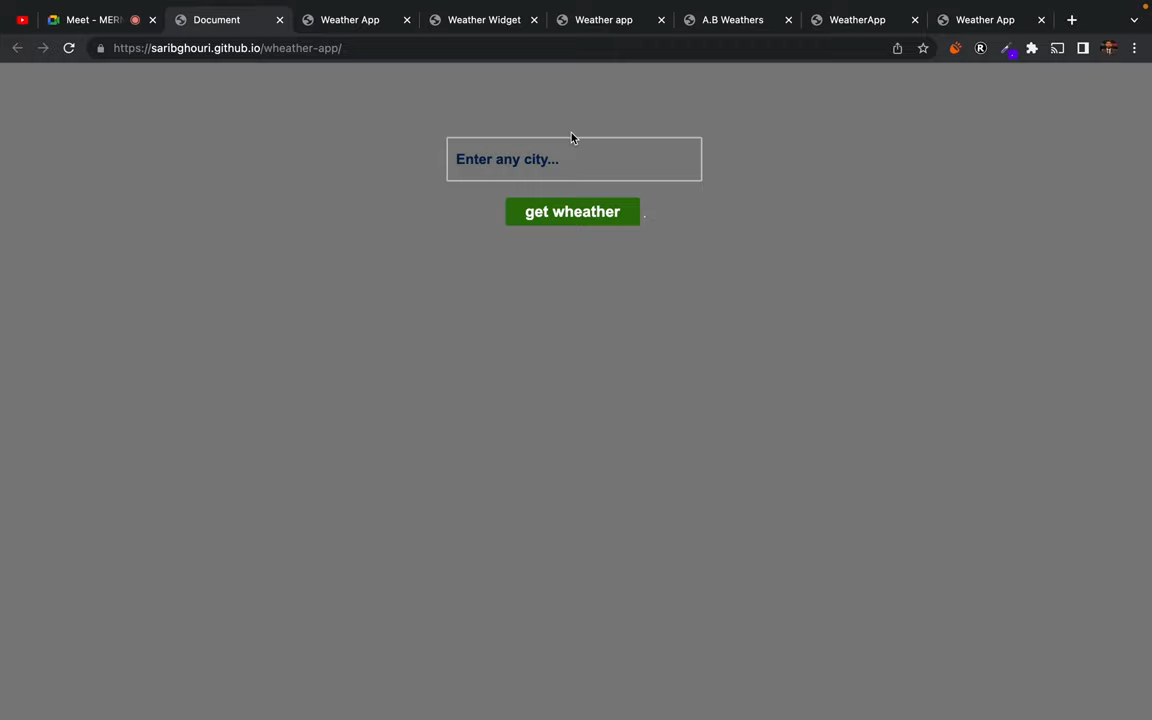 Meet - MERN
Document
Weather App
Weather Widget
Weather app
A.B Weathers
WeatherApp
Weather App
https://saribghouri.github.io/wheather-app/
Enter any city...
get wheather
.